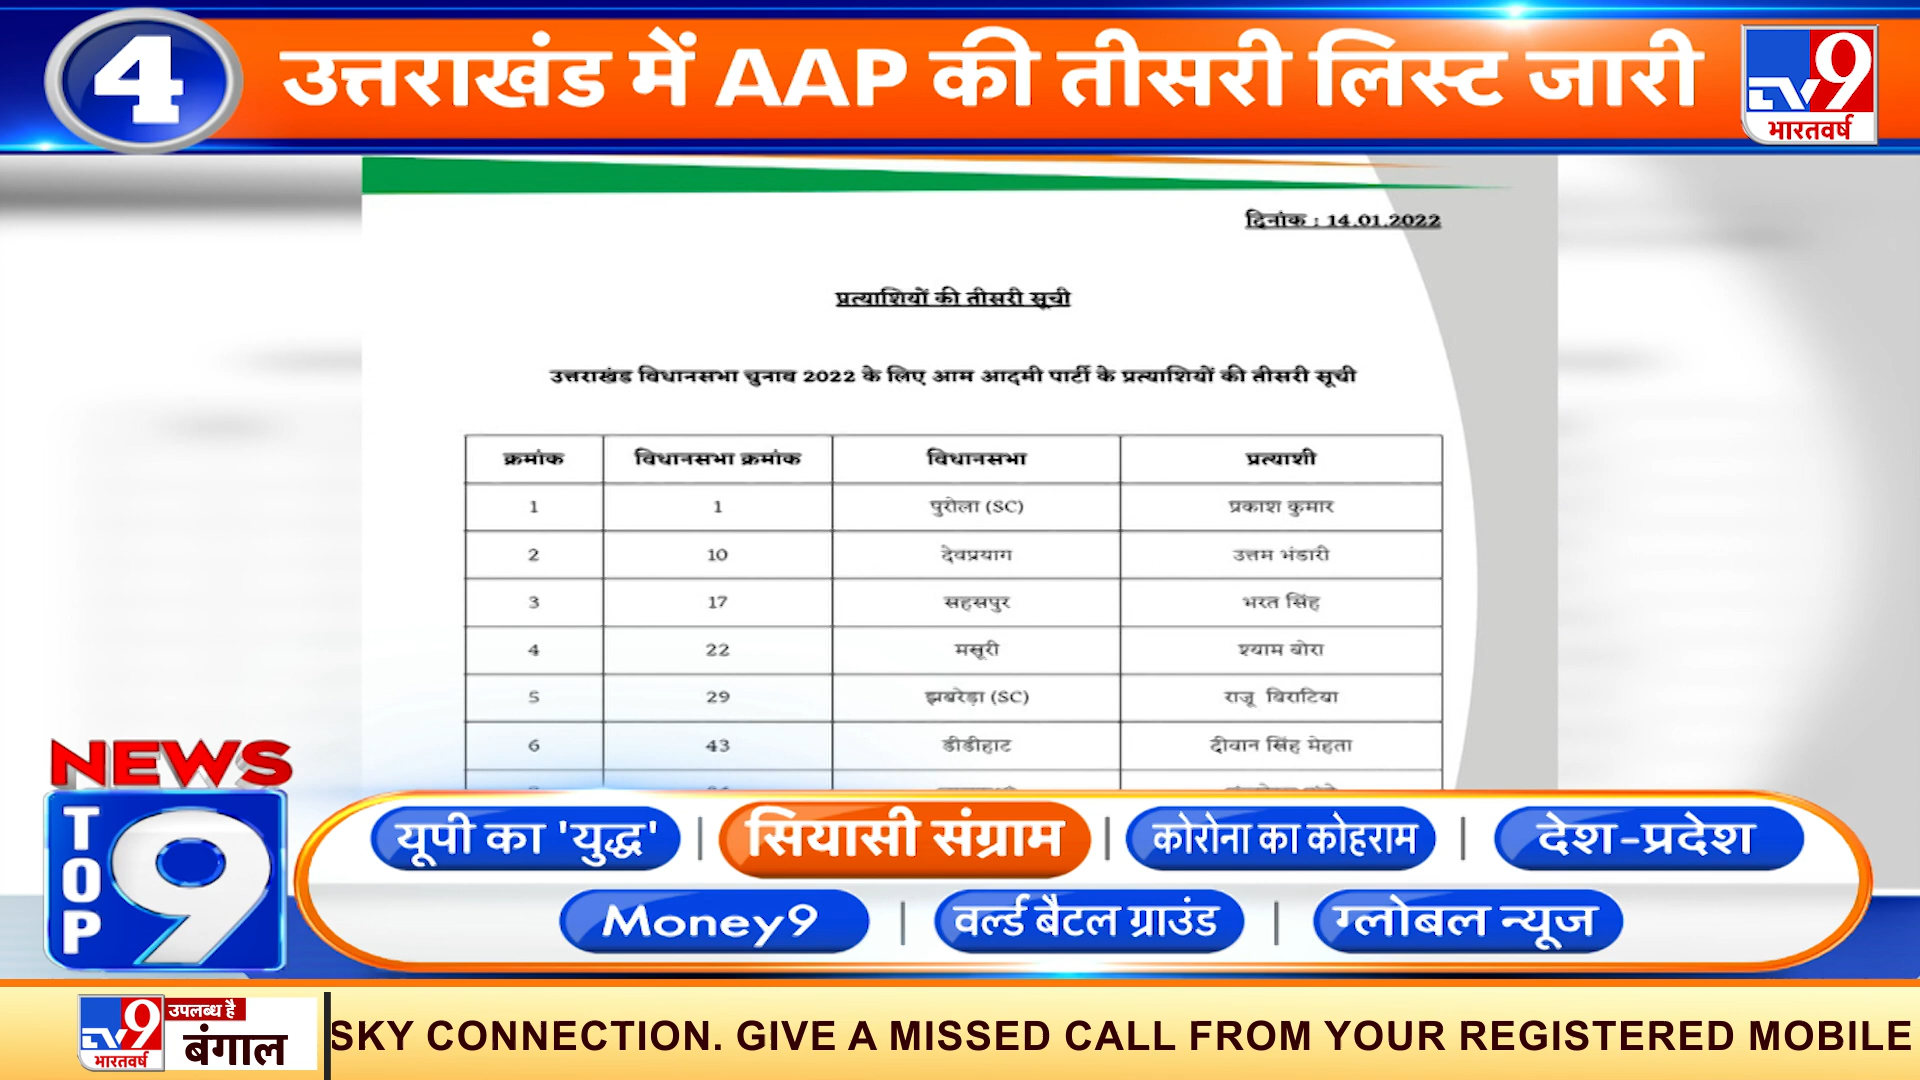 4
उत्तराखंड में AAP की तीसरी लिस्ट जारी
TV9
भारतवर्ष
दिनांक : 14.01.2022
प्रत्याशियों की तीसरी सूची
उत्तराखंड विधानसभा चुनाव 2022 के लिए आम आदमी पार्टी के प्रत्याशियों की तीसरी सूची
क्रमांक विधानसभा क्रमांक विधानसभा प्रत्याशी
1 1 पुरोला (SC) प्रकाश कुमार
2 10 देवप्रयाग उत्तम भंडारी
3 17 सहसपुर भरत सिंह
4 22 मसूरी श्याम बोरा
5 29 झबरेड़ा (SC) राजू विराटिया
6 43 डीडीहाट दीवान सिंह मेहता
NEWS
TOP
9
यूपी का 'युद्ध' | सियासी संग्राम | कोरोना का कोहराम | देश-प्रदेश
Money9 | वर्ल्ड बैटल ग्राउंड | ग्लोबल न्यूज
TV9
भारतवर्ष
उपलब्ध है
बंगाल
SKY CONNECTION. GIVE A MISSED CALL FROM YOUR REGISTERED MOBILE